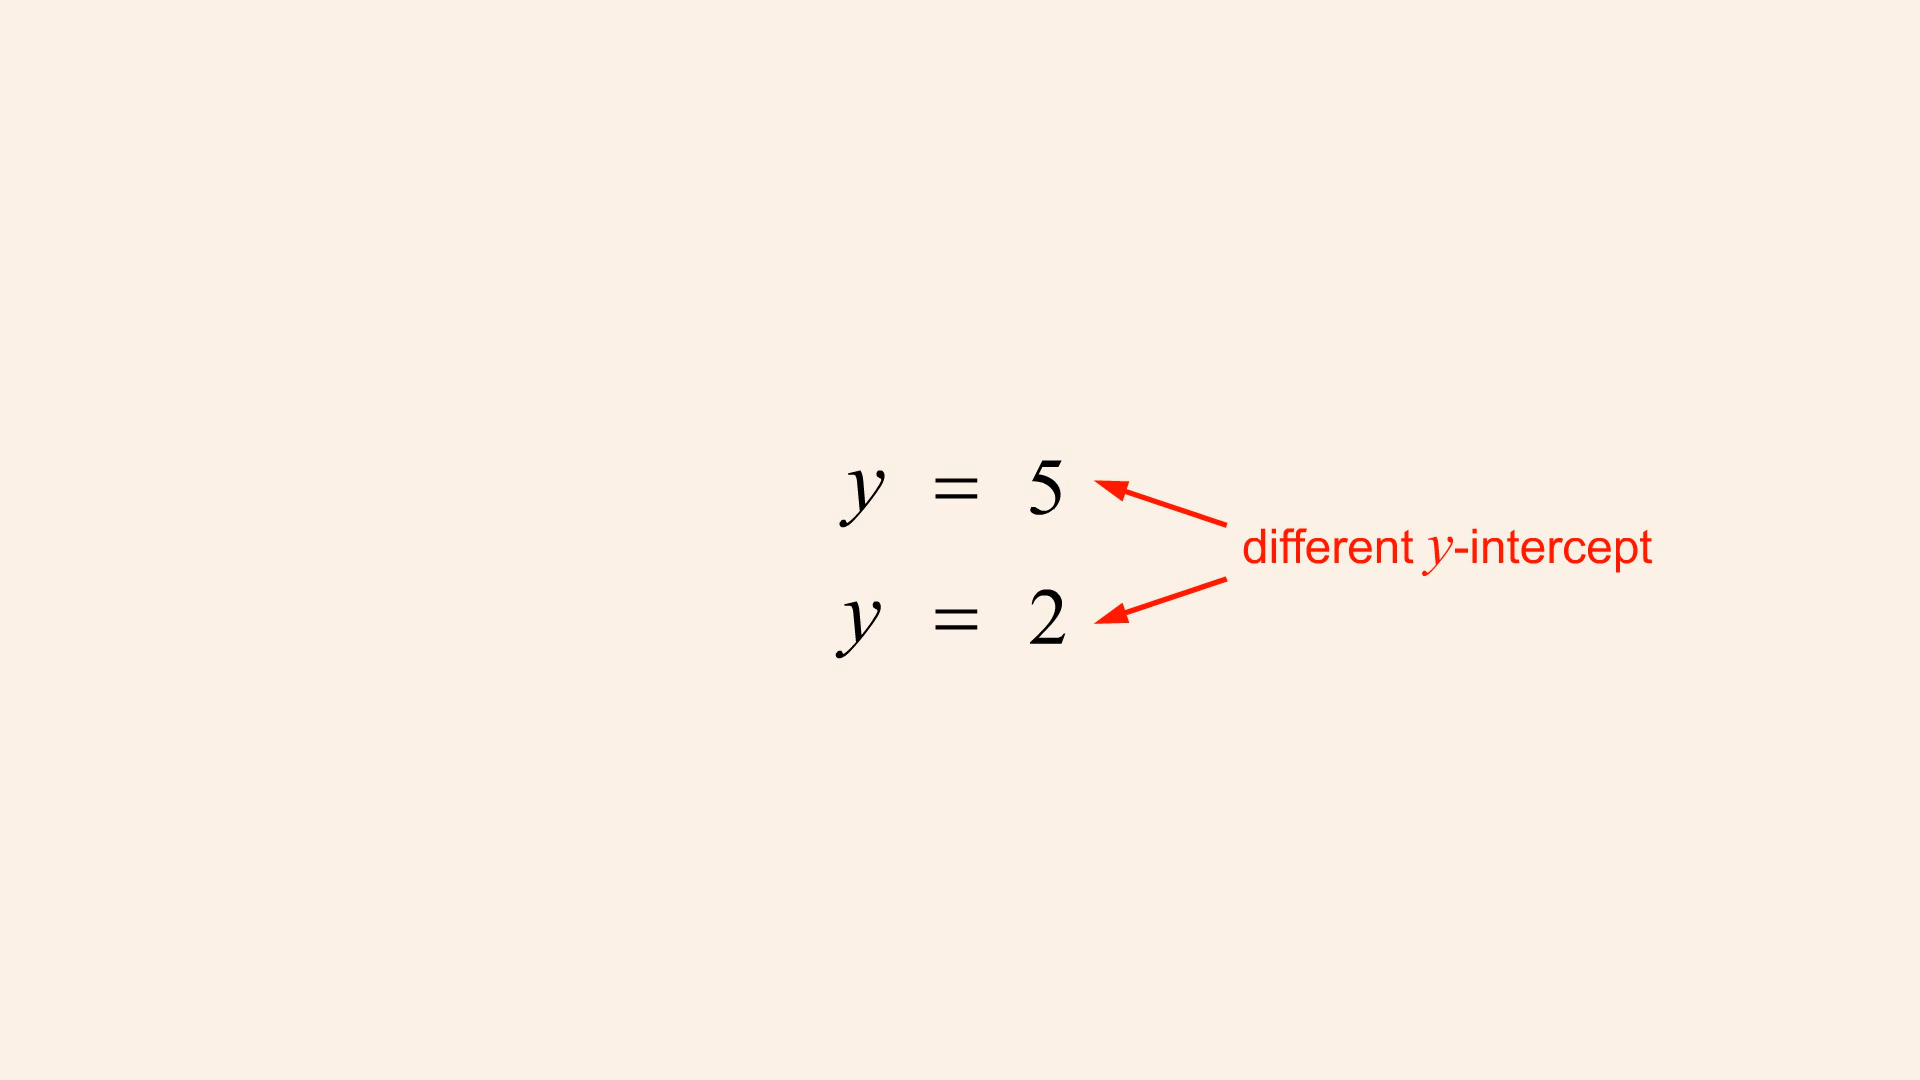 y = 5
different y-intercept
y = 2